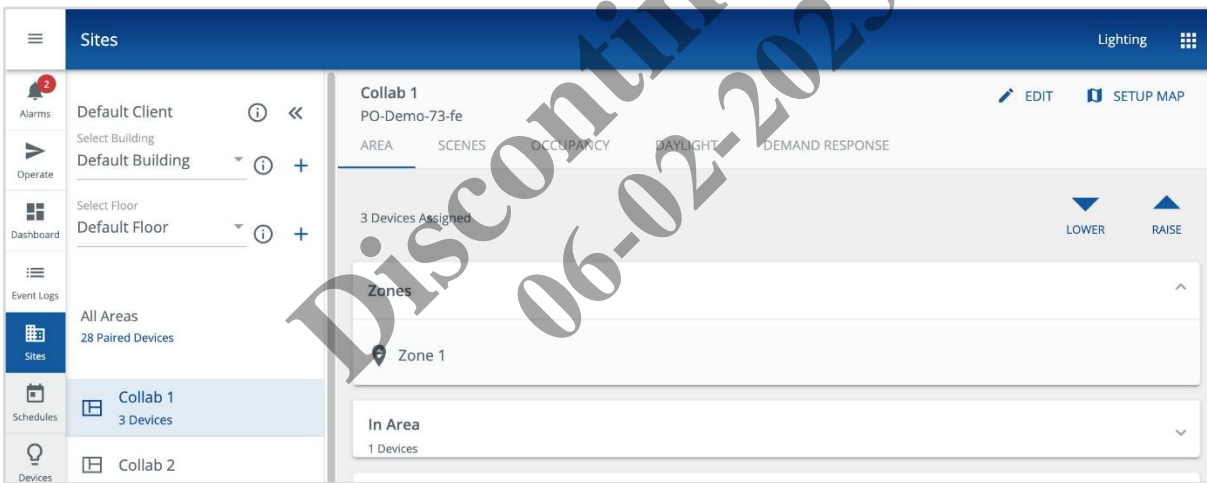 Sites
Lighting
2
Alarms
Operate
Dashboard
Event Logs
Sites
Schedules
Devices
Default Client
Select Building
Default Building
Select Floor
Default Floor
All Areas
28 Paired Devices
Collab 1
3 Devices
Collab 2
Collab 1
PO-Demo-73-fe
EDIT
SETUP MAP
AREA SCENES OCCUPANCY DAYLIGHT DEMAND RESPONSE
3 Devices Assigned
LOWER RAISE
Zones
Zone 1
In Area
1 Devices
06-02-2023